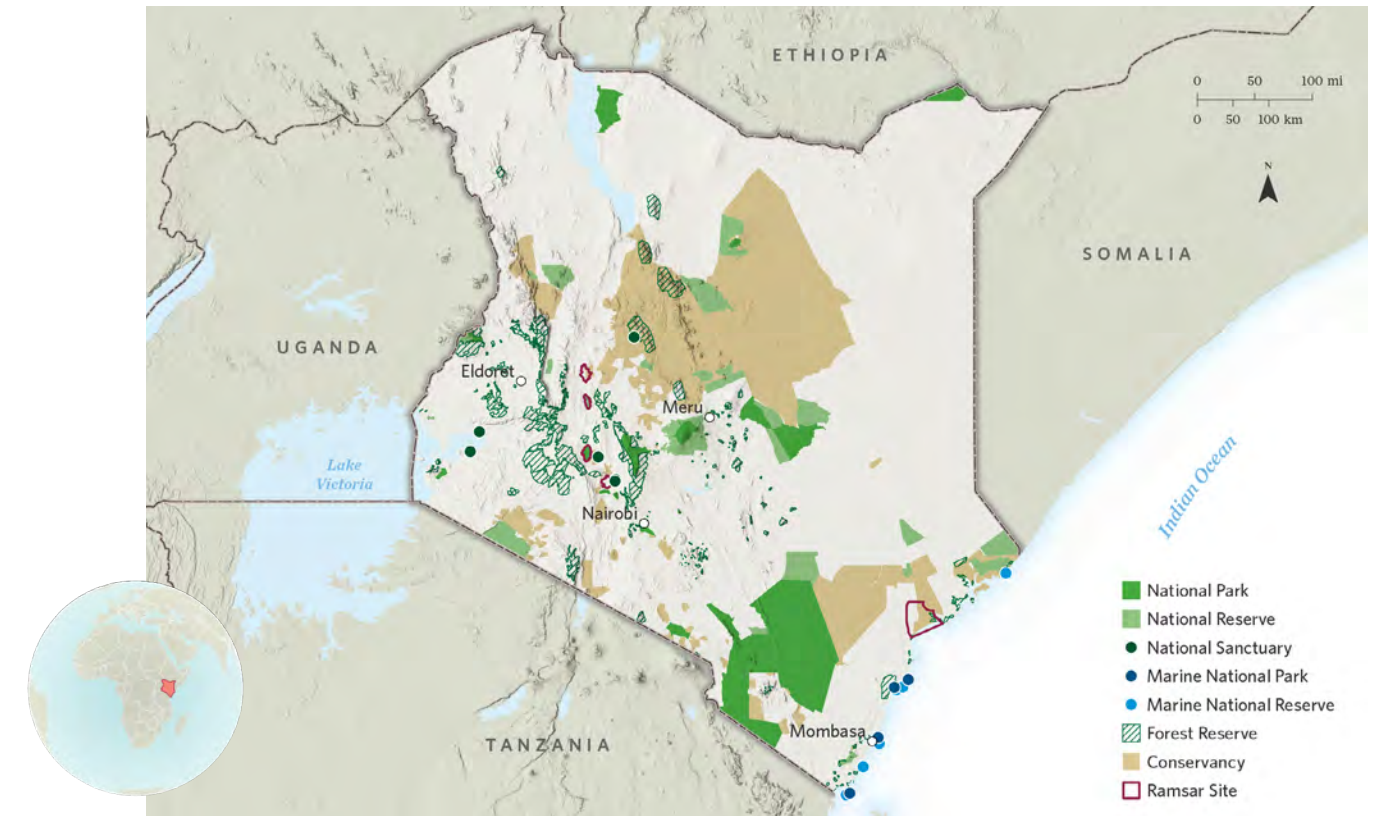 ETHIOPIA
0 50 100 mi
0 50 100 km
N
SOMALIA
UGANDA
Eldoret
Meru
Lake
Victoria
Indian Ocean
Nairobi
National Park
National Reserve
National Sanctuary
Marine National Park
Marine National Reserve
Forest Reserve
Conservancy
Ramsar Site
Mombasa
TANZANIA